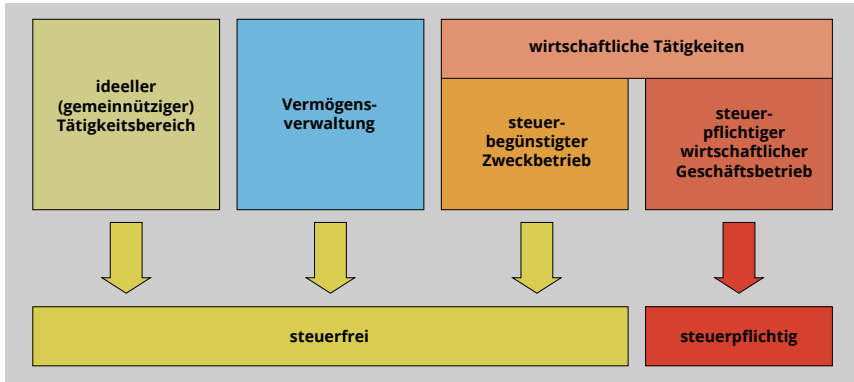 ideeller
(gemeinnütziger)
Tätigkeitsbereich
Vermögens-
verwaltung
wirtschaftliche Tätigkeiten
steuer-
begünstigter
Zweckbetrieb
steuer-
pflichtiger
wirtschaftlicher
Geschäftsbetrieb
steuerfrei
steuerpflichtig